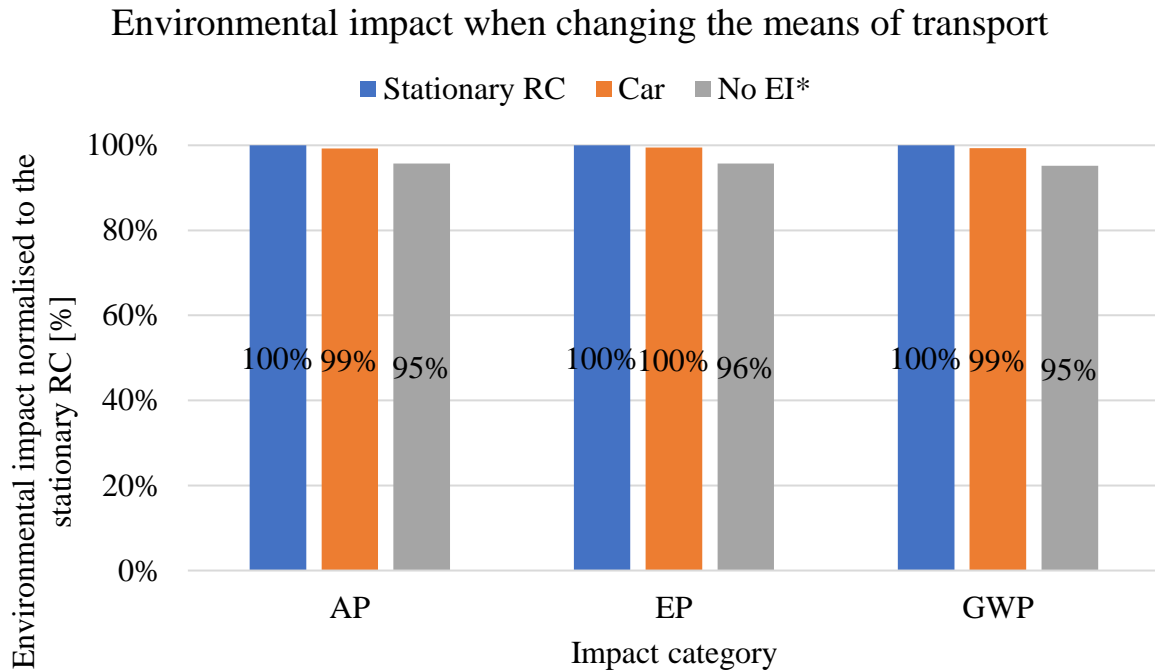 Environmental impact when changing the means of transport
Stationary RC Car No EI*
Environmental impact normalised to the
stationary RC [%]
100%
80%
60%
40%
20%
0%
100% 99% 95% 100% 100% 96% 100% 99% 95%
AP EP GWP
Impact category